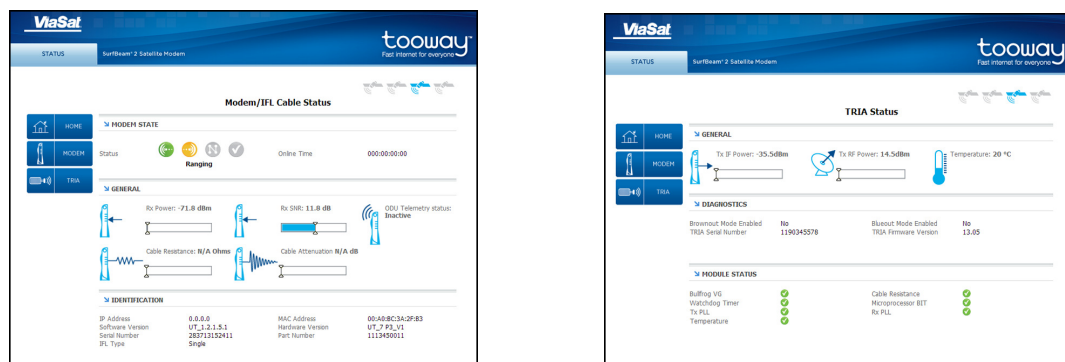 ViaSat
STATUS
SurfBeam® 2 Satellite Modem
tooway™
Fast internet for everyone
Modem/IFL Cable Status
HOME
MODEM
TRIA
MODEM STATE
Status
Ranging
Online Time
000:00:00:00
GENERAL
Rx Power: -71.8 dBm
Rx SNR: 11.8 dB
ODU Telemetry status:
Inactive
Cable Resistance: N/A Ohms
Cable Attenuation N/A dB
IDENTIFICATION
IP Address 0.0.0.0 MAC Address 00:A0:BC:3A:2F:B3
Software Version UT_1.2.1.5.1 Hardware Version UT_7 P3_V1
Serial Number 283713152411 Part Number 1113450011
IFL Type Single
ViaSat
STATUS
SurfBeam® 2 Satellite Modem
tooway™
Fast internet for everyone
TRIA Status
HOME
MODEM
TRIA
GENERAL
Tx IF Power: -35.5dBm
Tx RF Power: 14.5dBm
Temperature: 20 °C
DIAGNOSTICS
Brownout Mode Enabled No Blueout Mode Enabled No
TRIA Serial Number 1190345578 TRIA Firmware Version 13.05
MODULE STATUS
Bullfrog VG Cable Resistance
Watchdog Timer Microprocessor BIT
Tx PLL Rx PLL
Temperature